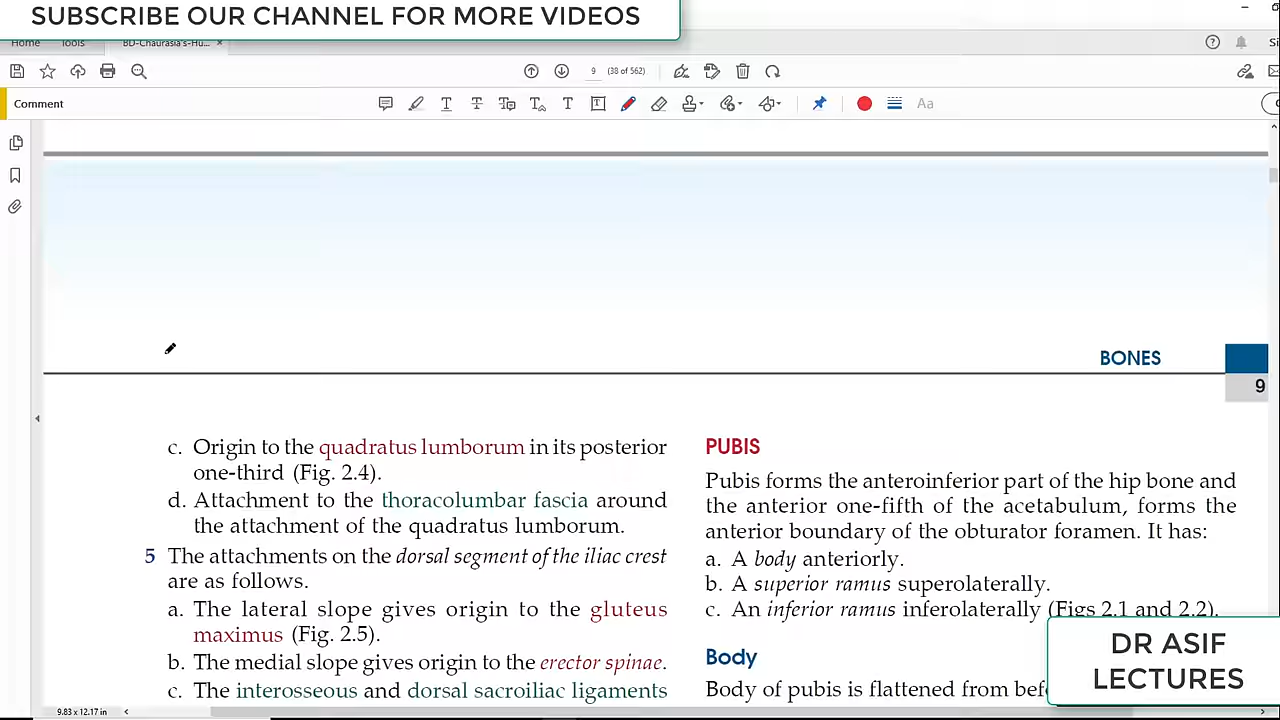 SUBSCRIBE OUR CHANNEL FOR MORE VIDEOS
Home Tools BD-Chaurasia's-Hu... ×
9 (38 of 562)
Comment
Aa
BONES
9
c. Origin to the quadratus lumborum in its posterior
one-third (Fig. 2.4).
d. Attachment to the thoracolumbar fascia around
the attachment of the quadratus lumborum.
5 The attachments on the dorsal segment of the iliac crest
are as follows.
a. The lateral slope gives origin to the gluteus
maximus (Fig. 2.5).
b. The medial slope gives origin to the erector spinae.
c. The interosseous and dorsal sacroiliac ligaments
PUBIS
Pubis forms the anteroinferior part of the hip bone and
the anterior one-fifth of the acetabulum, forms the
anterior boundary of the obturator foramen. It has:
a. A body anteriorly.
b. A superior ramus superolaterally.
c. An inferior ramus inferolaterally (Figs 2.1 and 2.2).
Body
Body of pubis is flattened from bef
DR ASIF
LECTURES
9.83 x 12.17 in